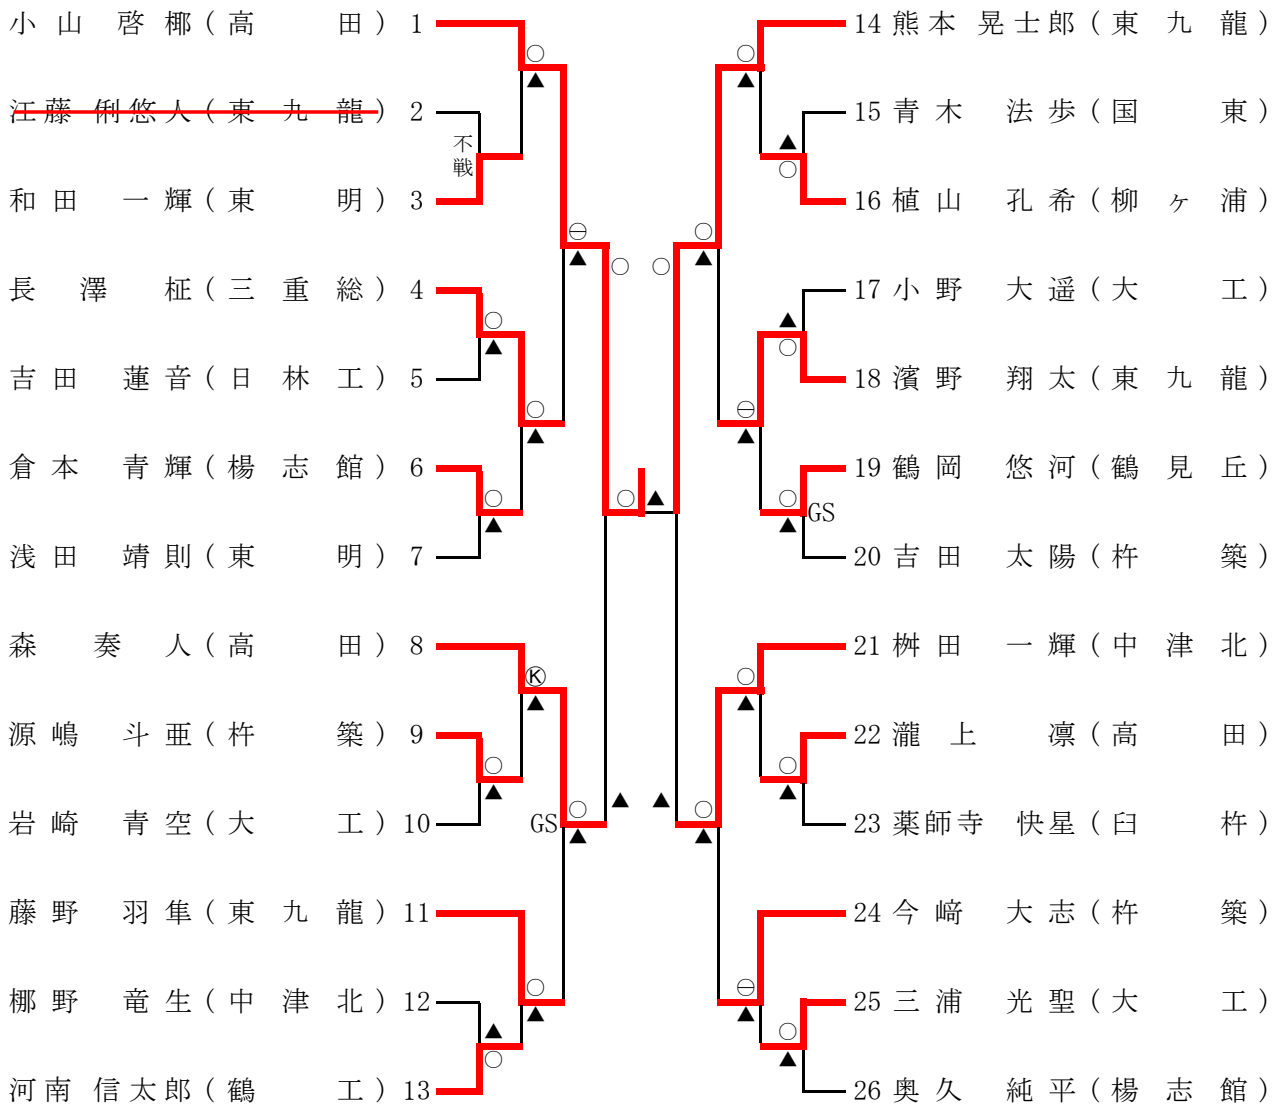 小山 啓椰(高田) 1
江藤 俐悠人(東九龍) 2
不戦
和田 一輝(東明) 3
長澤 柾(三重総) 4
吉田 蓮音(日林工) 5
倉本 青輝(楊志館) 6
浅田 靖則(東明) 7
森 奏人(高田) 8
Ⓚ
源嶋 斗亜(杵築) 9
岩崎 青空(大工) 10
GS
藤野 羽隼(東九龍) 11
梛野 竜生(中津北) 12
河南 信太郎(鶴工) 13
14 熊本 晃士郎(東九龍)
15 青木 法歩(国東)
16 植山 孔希(柳ヶ浦)
17 小野 大遥(大工)
18 濱野 翔太(東九龍)
19 鶴岡 悠河(鶴見丘)
GS
20 吉田 太陽(杵築)
21 桝田 一輝(中津北)
22 瀧上 凛(高田)
23 薬師寺 快星(臼杵)
24 今﨑 大志(杵築)
25 三浦 光聖(大工)
26 奥久 純平(楊志館)